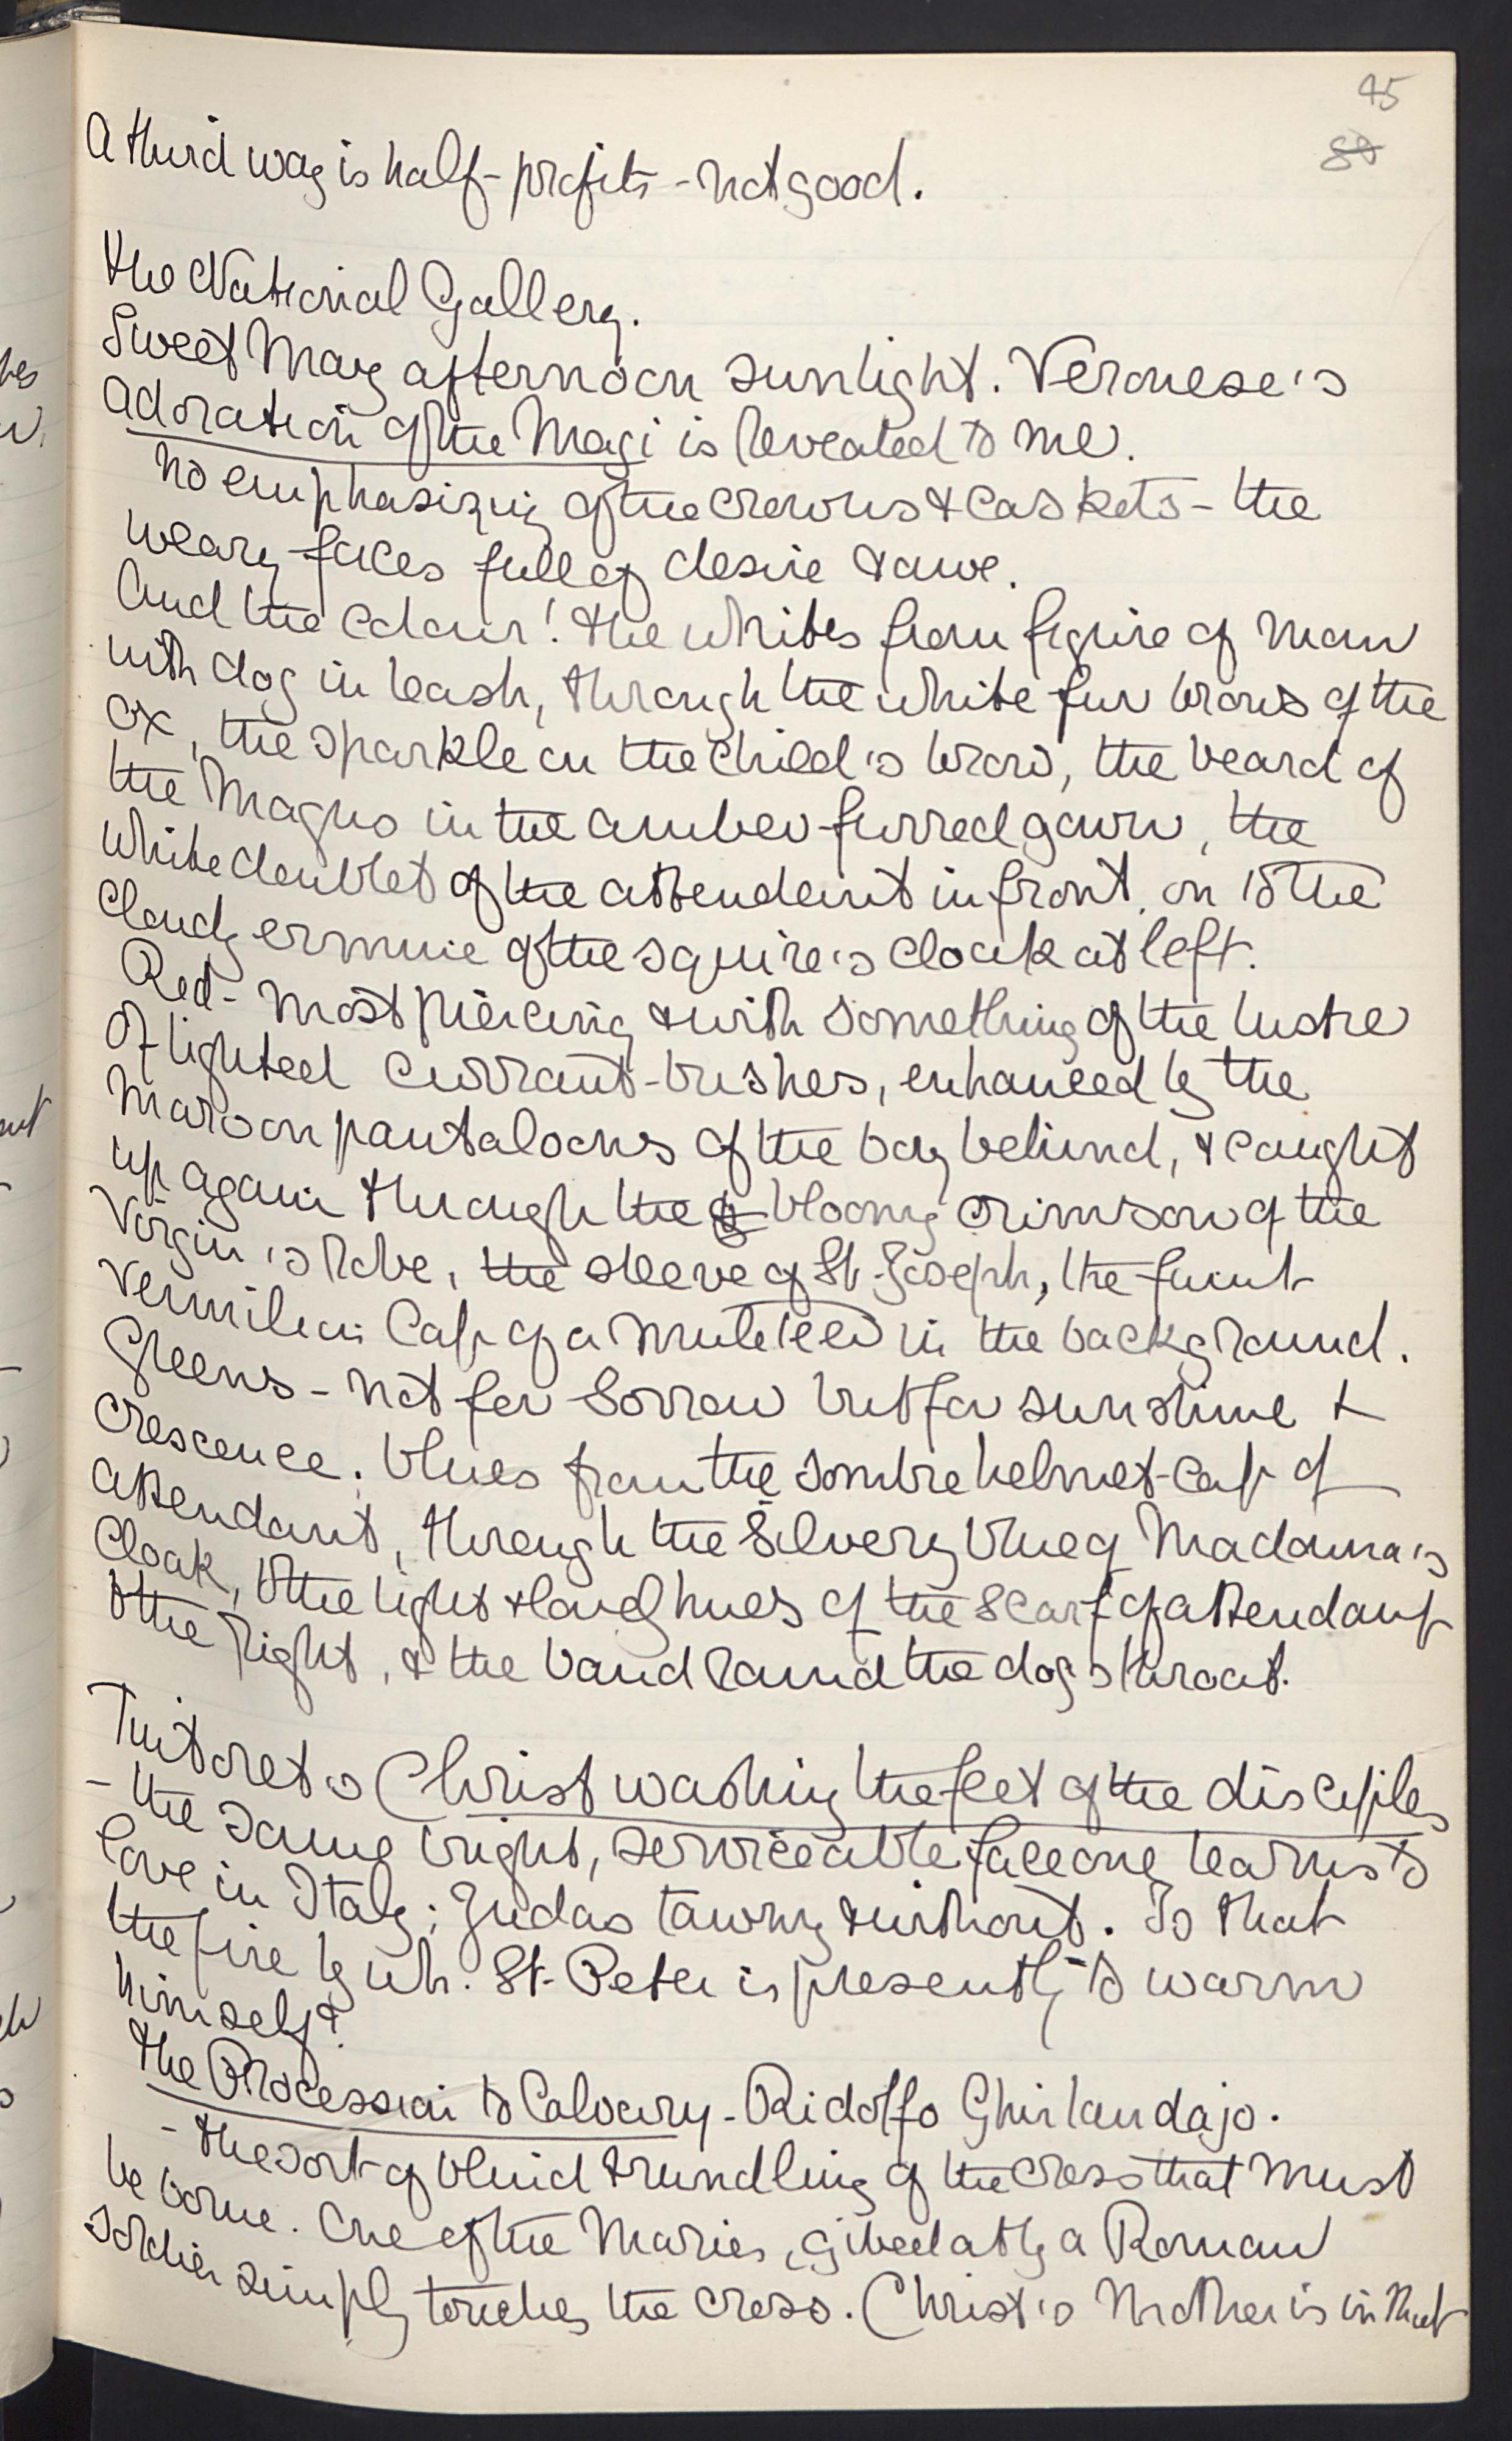 45
88
A third way is half-profits - not good.
The National Gallery.
Sweet May afternoon sunlight. Veronese's
Adoration of the Magi is revealed to me.
No emphasizing of the crowns & caskets - the
weary faces full of desire & awe.
And the colour! The whites from figure of man
with dog in leash, through the white fur brows of the
ox, the sparkle on the Child's brow, the beard of
the Magus in the amber-furred gown, the
white doublet of the attendant in front, on to the
cloudy ermine of the squire's cloak at left.
Red - most piercing & with something of the lustre
of lighted currant-bushes, enhanced by the
maroon pantaloons of the boy behind, & caught
up again through the bloomy crimson of the
Virgin's robe, the sleeve of St. Joseph, the faint
vermilion cap of a muleteer in the background.
Greens - not for sorrow but for sunshine &
crescence. Blues from the sombre helmet-cap of
attendant, through the silvery blue of Madonna's
cloak, to the light & loud hues of the scarf of attendant
to the right, & the band round the dog's throat.
Tintoret's Christ washing the feet of the disciples
- the same bright, serviceable face one learns to
love in Italy; Judas tawny & without. Is that
the fire by wh. St. Peter is presently to warm
himself?
The Procession to Calvary - Ridolfo Ghirlandajo.
- the sort of blind trundling of the cross that must
be borne. One of the Maries, gibed at by a Roman
soldier simply touches the cross. Christ's Mother is in that